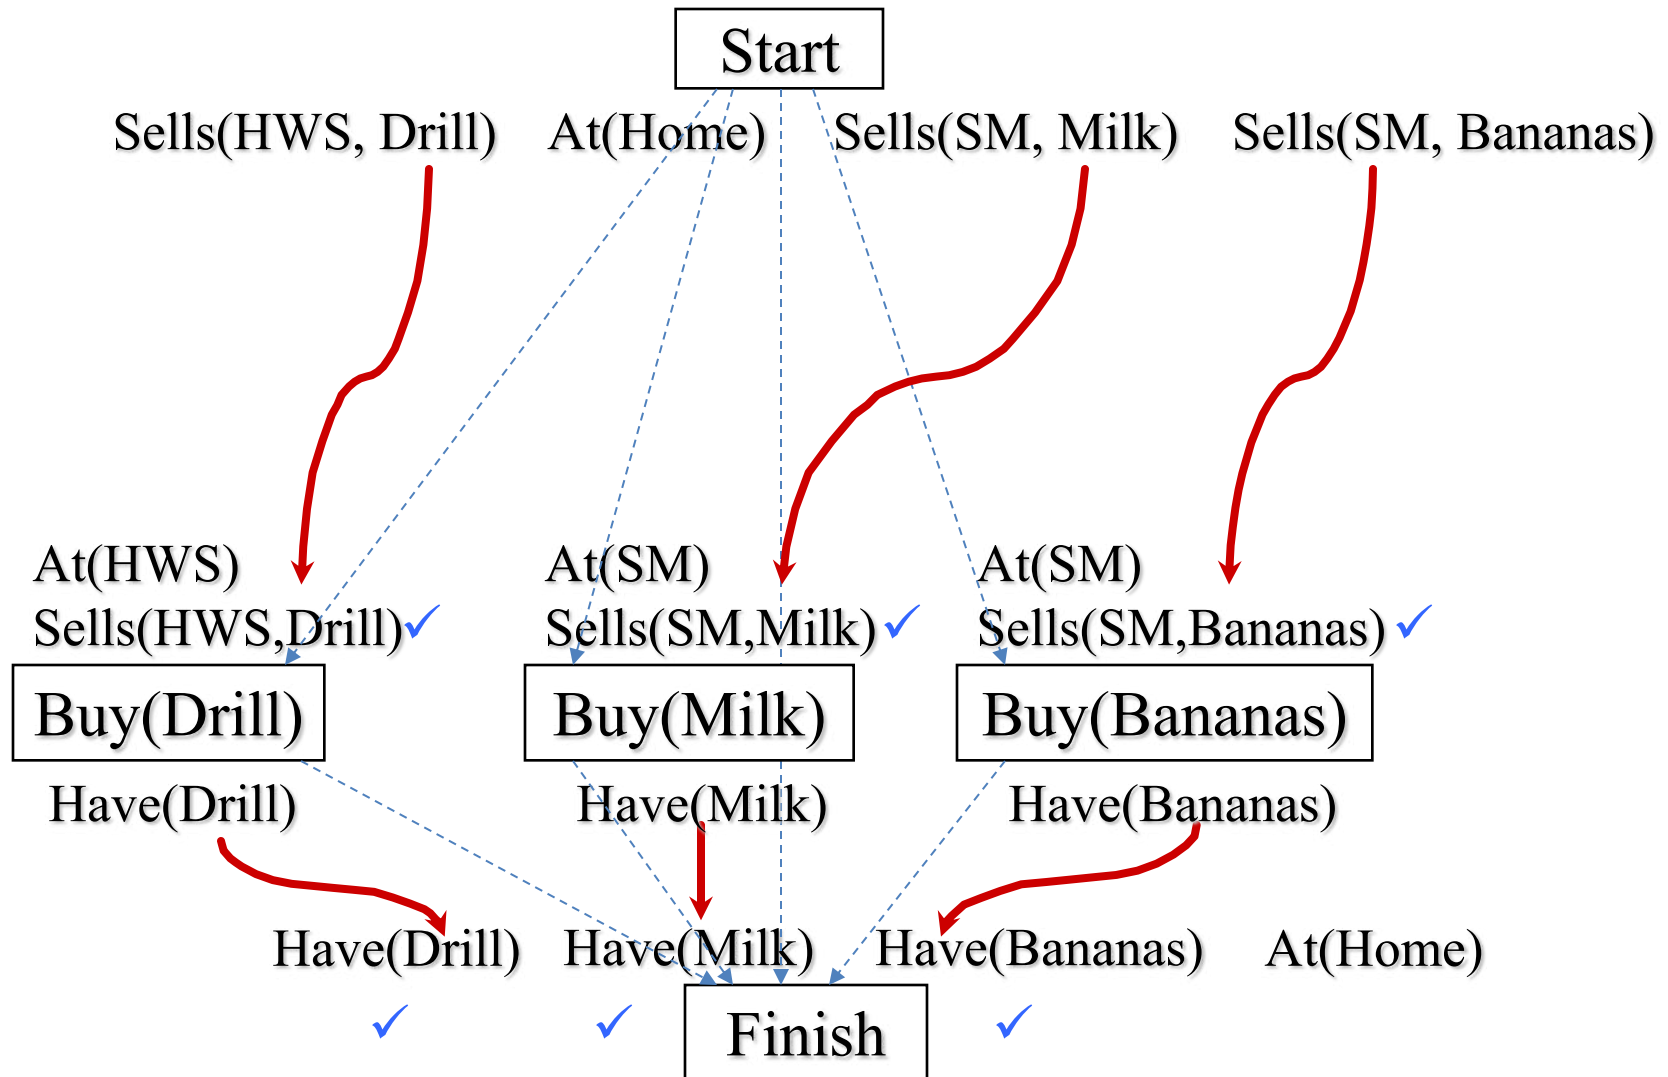 Start
Sells(HWS, Drill) At(Home) Sells(SM, Milk) Sells(SM, Bananas)
At(HWS) At(SM) At(SM)
Sells(HWS,Drill) Sells(SM,Milk) Sells(SM,Bananas)
Buy(Drill) Buy(Milk) Buy(Bananas)
Have(Drill) Have(Milk) Have(Bananas)
Have(Drill) Have(Milk) Have(Bananas) At(Home)
Finish